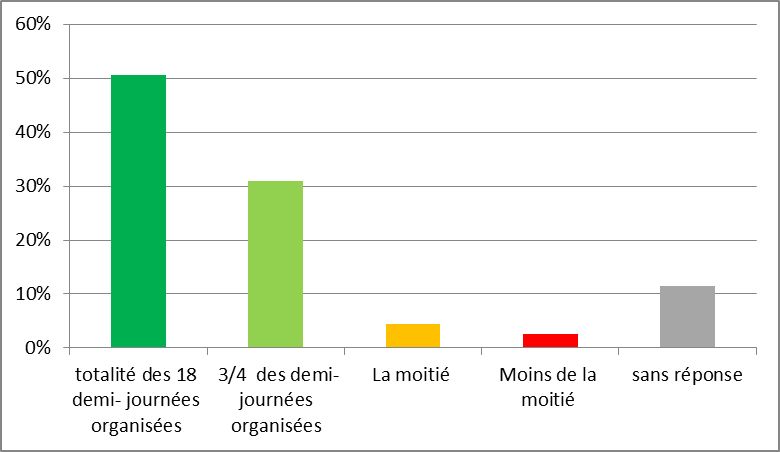 60%
50%
40%
30%
20%
10%
0%
totalité des 18
demi- journées
organisées
3/4 des demi-
journées
organisées
La moitié
Moins de la
moitié
sans réponse